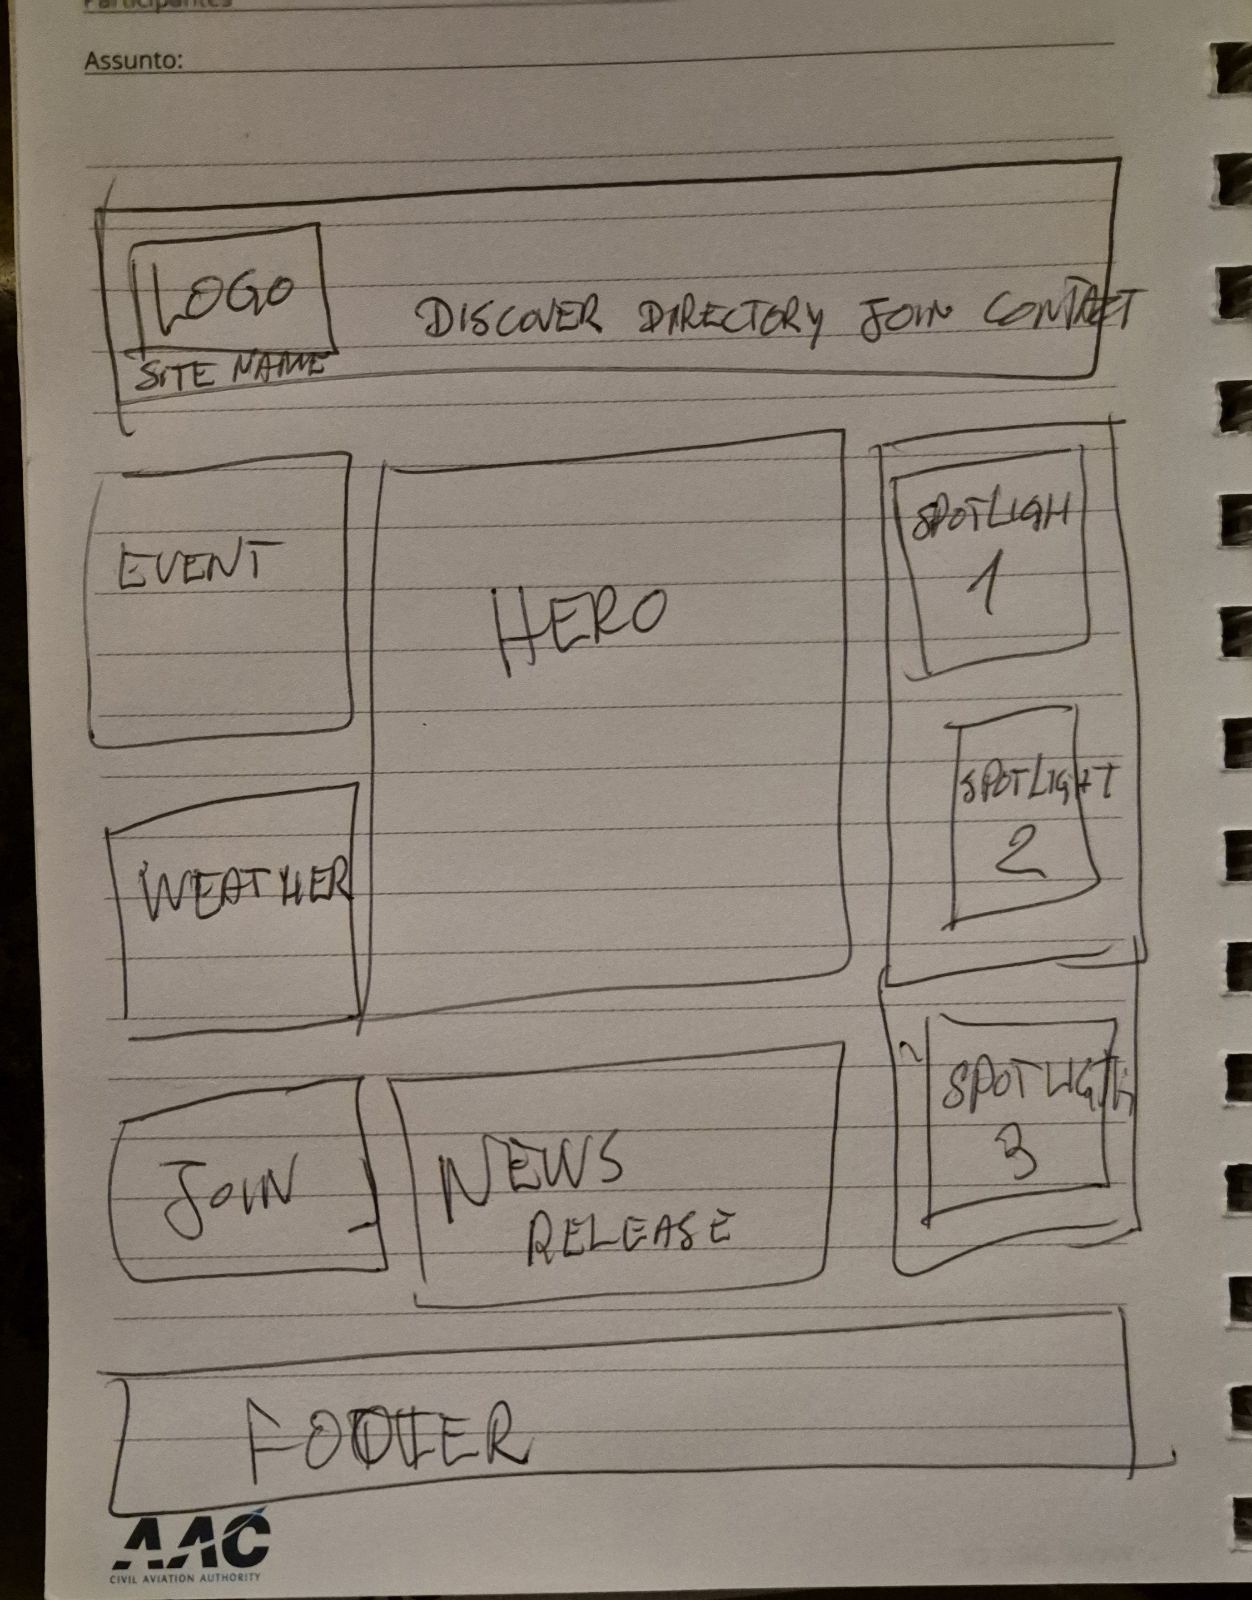 Participantes
Assunto:
LOGO
SITE NAME
DISCOVER DIRECTORY JOIN CONTACT
EVENT
HERO
SPOTLIGH
1
WEATHER
SPOTLIGHT
2
JOIN
NEWS
RELEASE
SPOTLIGH
3
FOOTER
AAC
CIVIL AVIATION AUTHORITY